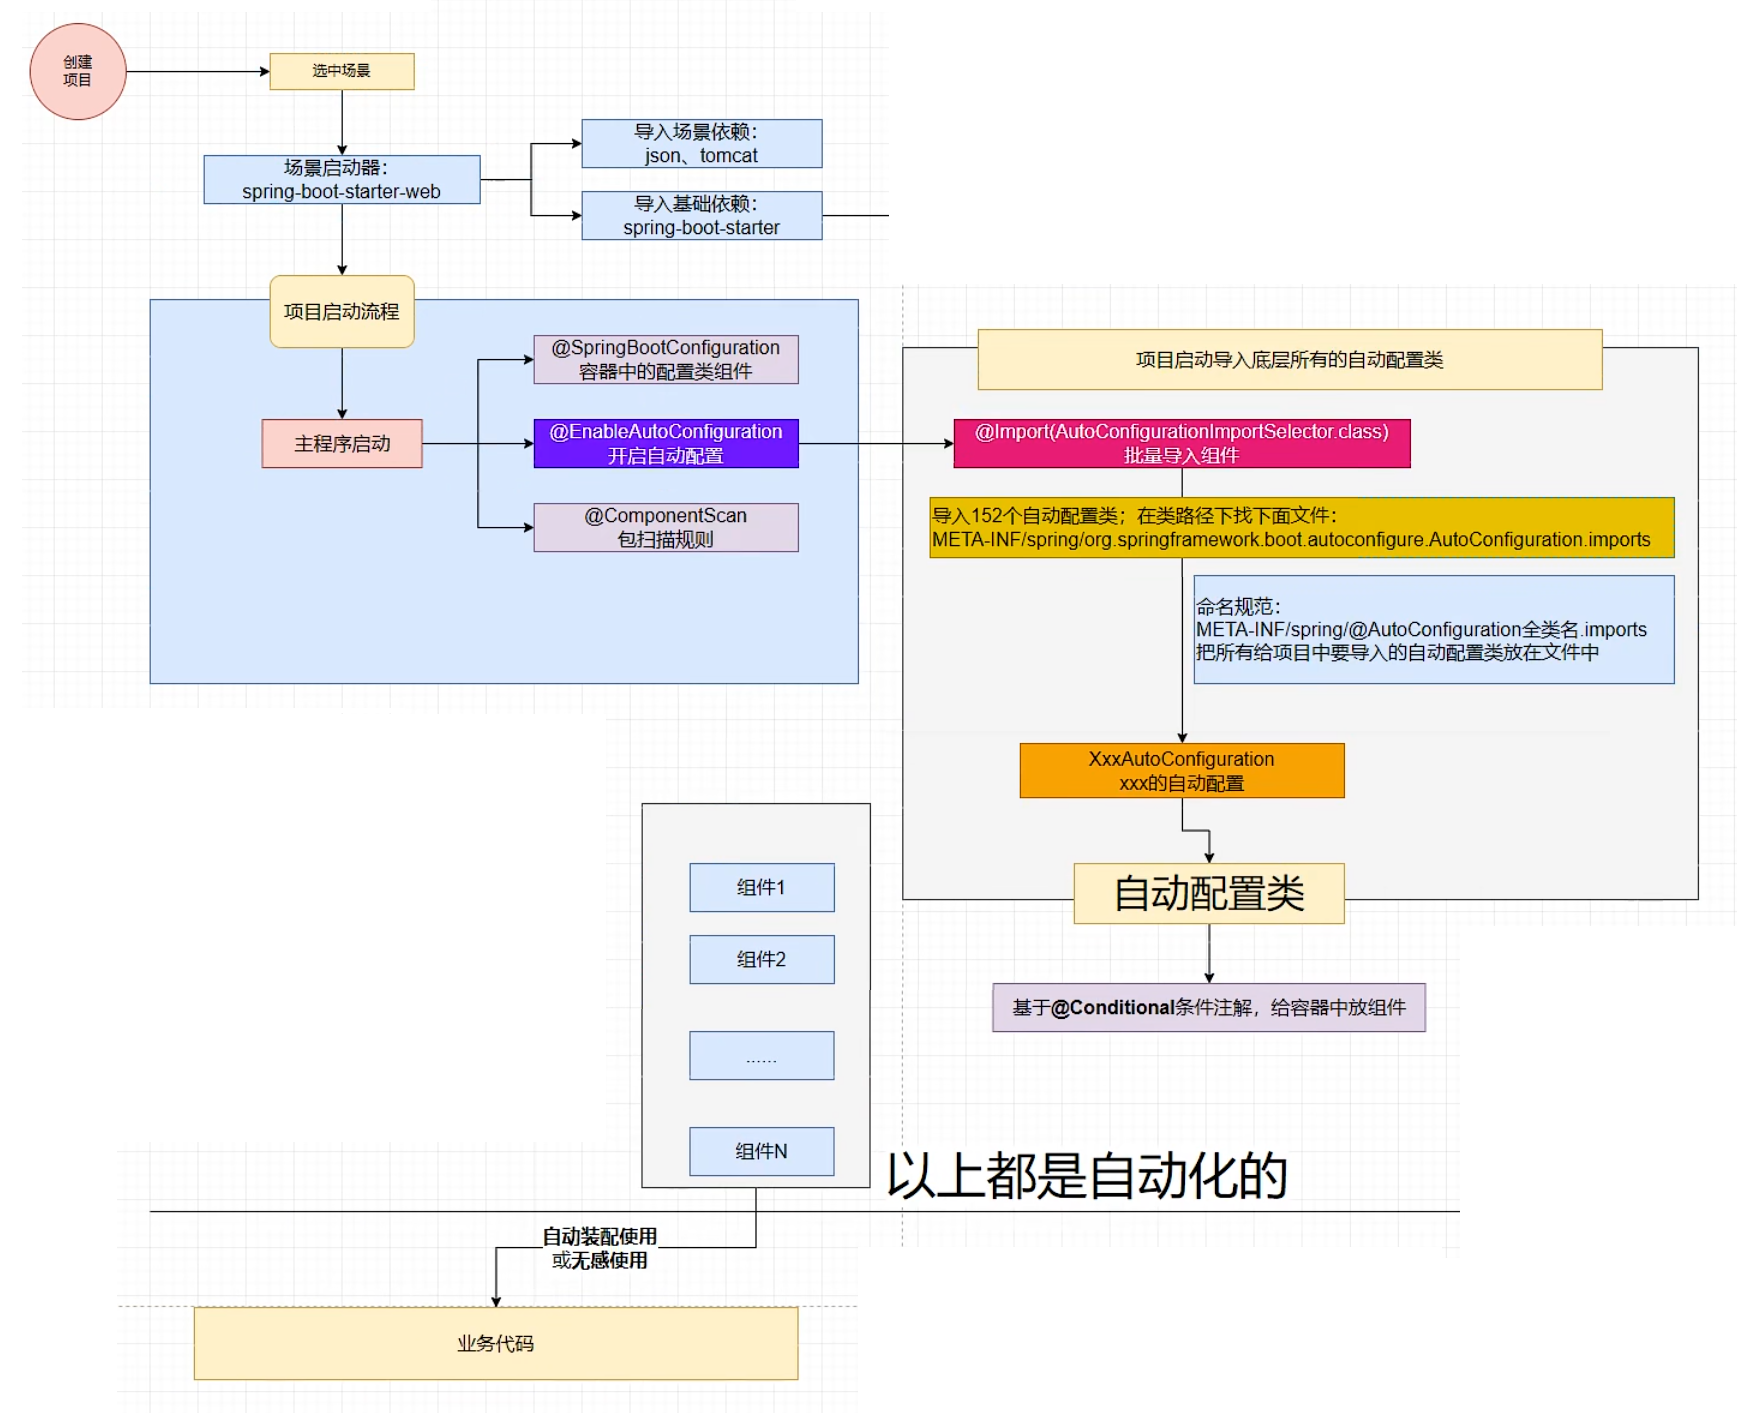 创建
项目
选中场景
场景启动器：
spring-boot-starter-web
导入场景依赖：
json、tomcat
导入基础依赖：
spring-boot-starter
项目启动流程
主程序启动
@SpringBootConfiguration
容器中的配置类组件
@EnableAutoConfiguration
开启自动配置
@ComponentScan
包扫描规则
项目启动导入底层所有的自动配置类
@Import(AutoConfigurationImportSelector.class)
批量导入组件
导入152个自动配置类；在类路径下找下面文件：
META-INF/spring/org.springframework.boot.autoconfigure.AutoConfiguration.imports
命名规范：
META-INF/spring/@AutoConfiguration全类名.imports
把所有给项目中要导入的自动配置类放在文件中
XxxAutoConfiguration
xxx的自动配置
自动配置类
基于@Conditional条件注解，给容器中放组件
组件1
组件2
......
组件N
以上都是自动化的
自动装配使用
或无感使用
业务代码